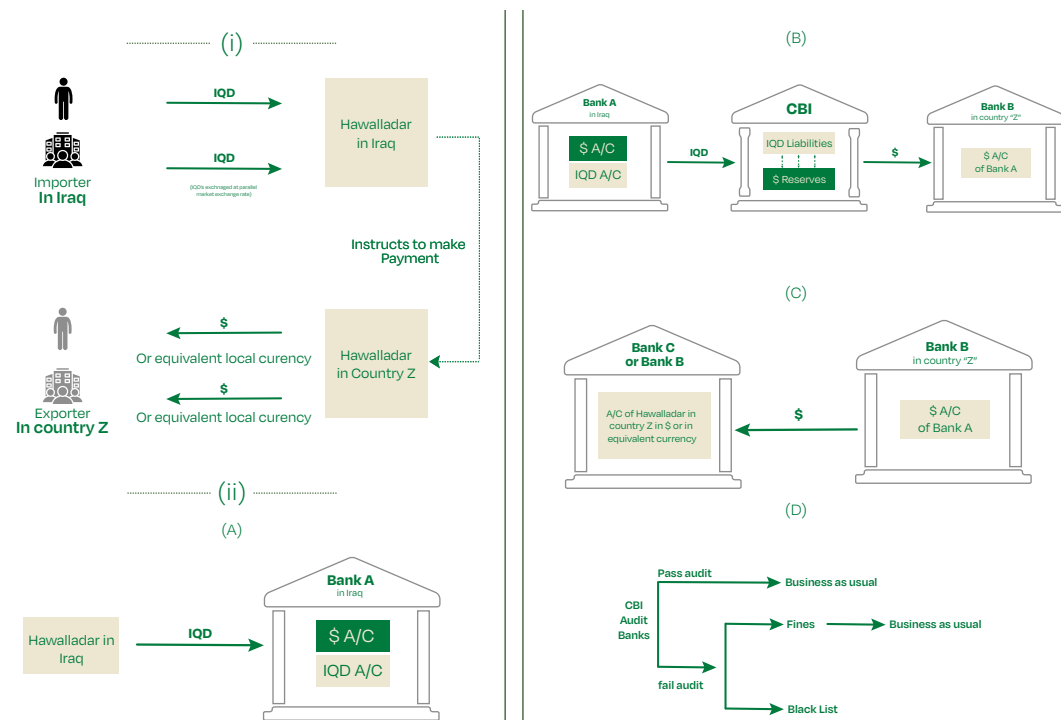 (i)
IQD
IQD
(IQD's exchnaged at parallel
market exchange rate)
Importer
In Iraq
Hawalladar
in Iraq
Instructs to make
Payment
$
Or equivalent local curency
$
Or equivalent local curency
Exporter
In country Z
Hawalladar
in Country Z
(ii)
(A)
Hawalladar in
Iraq
IQD
Bank A
in Iraq
$ A/C
IQD A/C
(B)
Bank A
in Iraq
$ A/C
IQD A/C
IQD
CBI
IQD Liabilities
$ Reserves
$
Bank B
in country "Z"
$ A/C
of Bank A
(C)
Bank C
or Bank B
A/C of Hawalladar in
country Z in $ or in
equivalent currency
$
Bank B
in country "Z"
$ A/C
of Bank A
(D)
CBI
Audit
Banks
Pass audit
Business as usual
fail audit
Fines
Business as usual
Black List